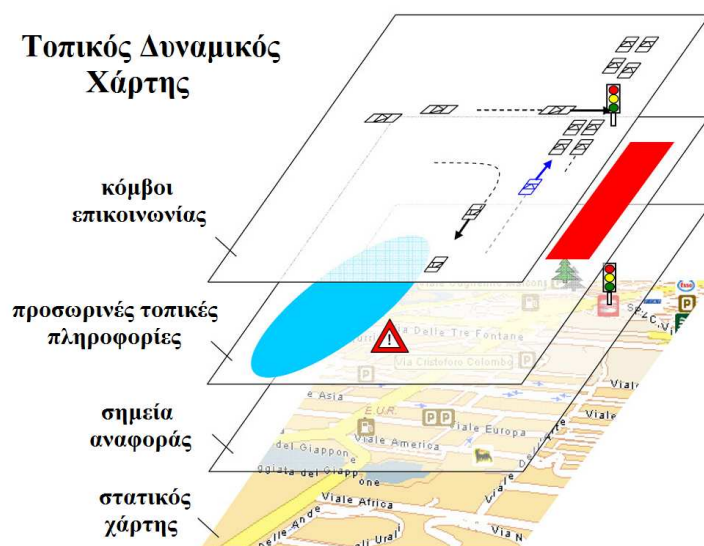 Τοπικός Δυναμικός
Χάρτης
κόμβοι
επικοινωνίας
προσωρινές τοπικές
πληροφορίες
σημεία
αναφοράς
στατικός
χάρτης
Esso
P
Via Delle Tre Fontane
Via Cristoforo Colombo
P
Asia
E.U.R.
P P
Viale Europa
Viale America
del Giappone
Viale Africa
Viale
Viale